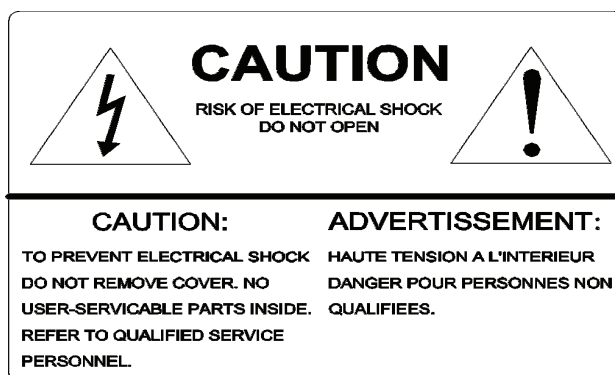 CAUTION
RISK OF ELECTRICAL SHOCK
DO NOT OPEN
CAUTION:
TO PREVENT ELECTRICAL SHOCK
DO NOT REMOVE COVER. NO
USER-SERVICABLE PARTS INSIDE.
REFER TO QUALIFIED SERVICE
PERSONNEL.
ADVERTISSEMENT:
HAUTE TENSION A L'INTERIEUR
DANGER POUR PERSONNES NON
QUALIFIEES.